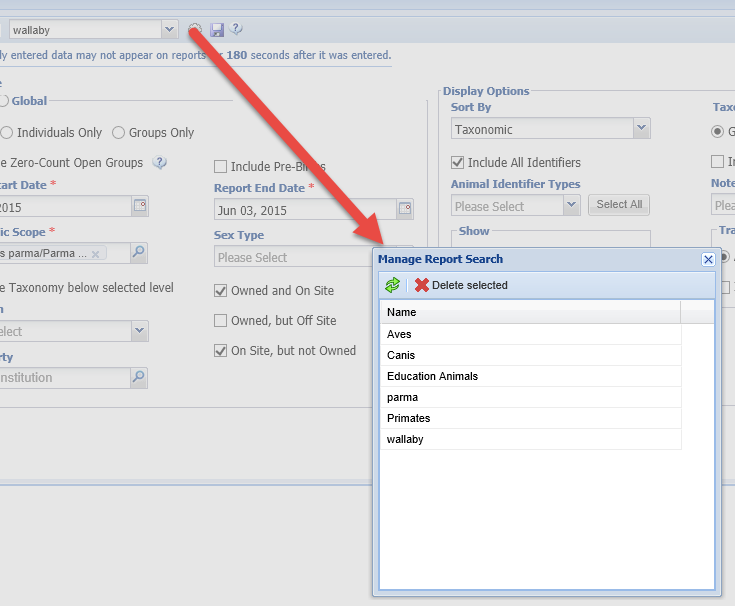 wallaby
ly entered data may not appear on reports for 180 seconds after it was entered.
e
Global
Individuals Only Groups Only
e Zero-Count Open Groups
Include Pre-Births
tart Date *
Report End Date *
2015
Jun 03, 2015
ic Scope *
Sex Type
s parma/Parma ...
Please Select
e Taxonomy below selected level
Owned and On Site
n
Owned, but Off Site
elect
On Site, but not Owned
rty
nstitution
Display Options
Sort By
Taxo
Taxonomic
G
Include All Identifiers
In
Animal Identifier Types
Note
Please Select
Select All
Plea
Show
Tra
Manage Report Search
Delete selected
Name
Aves
Canis
Education Animals
parma
Primates
wallaby